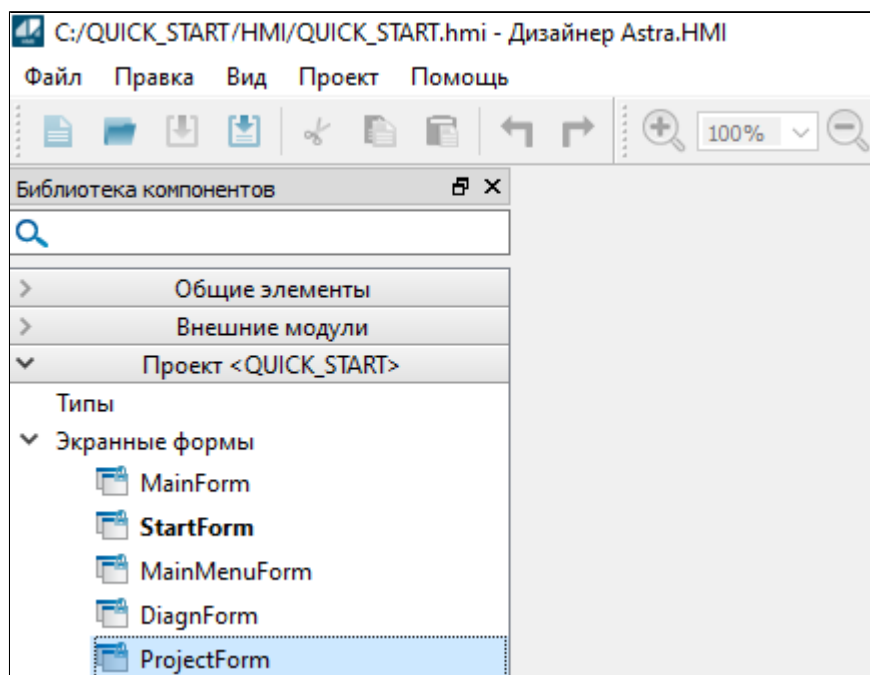 C:/QUICK_START/HMI/QUICK_START.hmi - Дизайнер Astra.HMI
Файл Правка Вид Проект Помощь
100%
Библиотека компонентов
Общие элементы
Внешние модули
Проект <QUICK_START>
Типы
Экранные формы
MainForm
StartForm
MainMenuForm
DiagnForm
ProjectForm